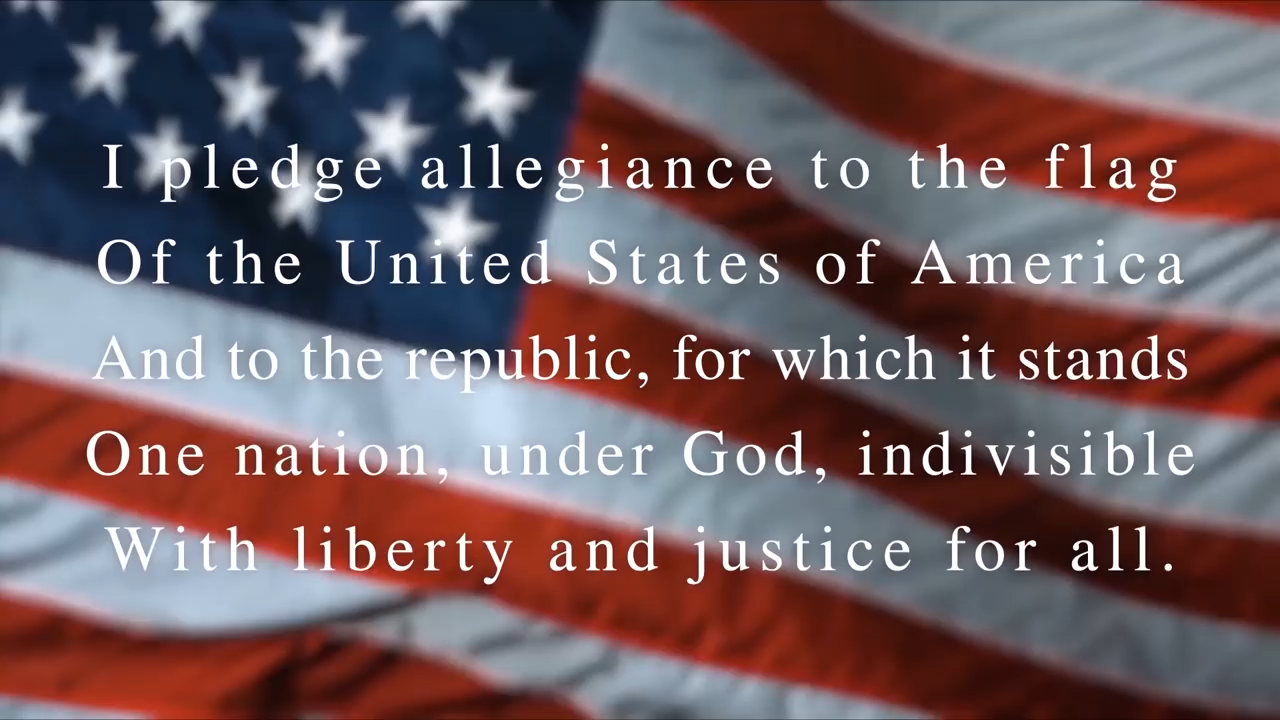 I pledge allegiance to the flag
Of the United States of America
And to the republic, for which it stands
One nation, under God, indivisible
With liberty and justice for all.